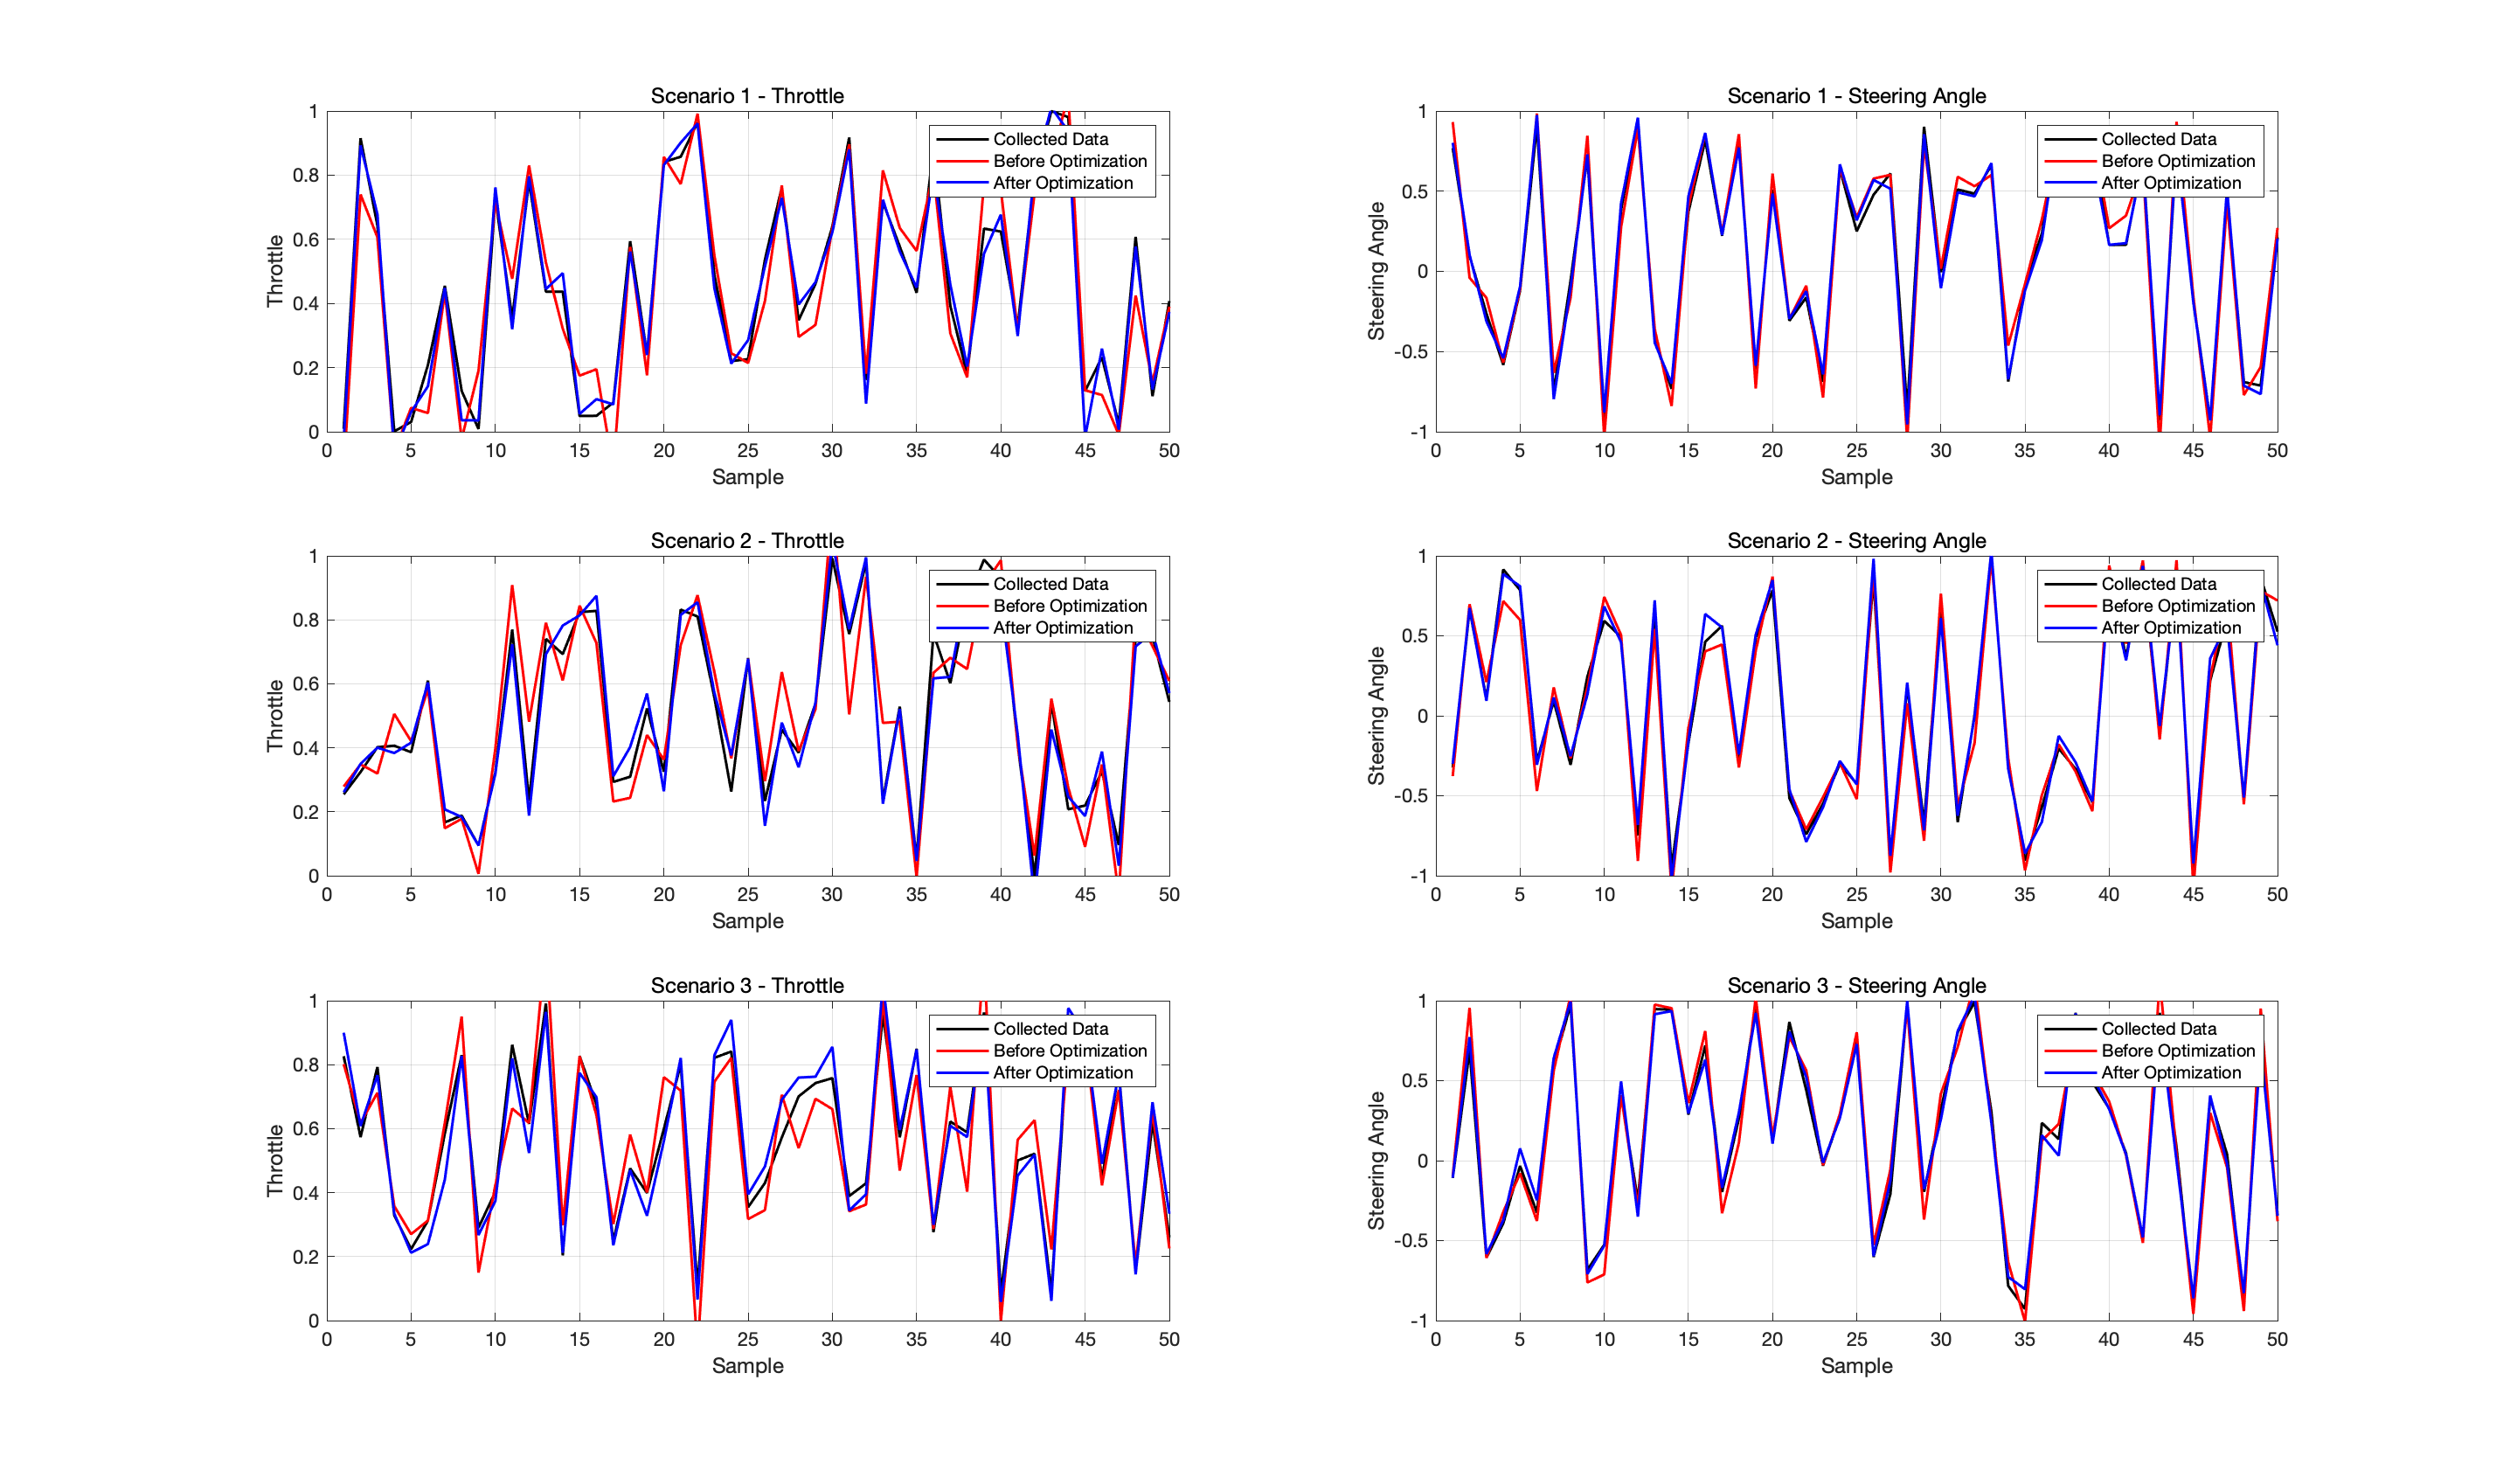 Scenario 1 - Throttle
1
0.8
0.6
0.4
0.2
0
Throttle
Collected Data
Before Optimization
After Optimization
0 5 10 15 20 25 30 35 40 45 50
Sample
Scenario 1 - Steering Angle
1
0.5
0
-0.5
-1
Steering Angle
Collected Data
Before Optimization
After Optimization
0 5 10 15 20 25 30 35 40 45 50
Sample
Scenario 2 - Throttle
1
0.8
0.6
0.4
0.2
0
Throttle
Collected Data
Before Optimization
After Optimization
0 5 10 15 20 25 30 35 40 45 50
Sample
Scenario 2 - Steering Angle
1
0.5
0
-0.5
-1
Steering Angle
Collected Data
Before Optimization
After Optimization
0 5 10 15 20 25 30 35 40 45 50
Sample
Scenario 3 - Throttle
1
0.8
0.6
0.4
0.2
0
Throttle
Collected Data
Before Optimization
After Optimization
0 5 10 15 20 25 30 35 40 45 50
Sample
Scenario 3 - Steering Angle
1
0.5
0
-0.5
-1
Steering Angle
Collected Data
Before Optimization
After Optimization
0 5 10 15 20 25 30 35 40 45 50
Sample